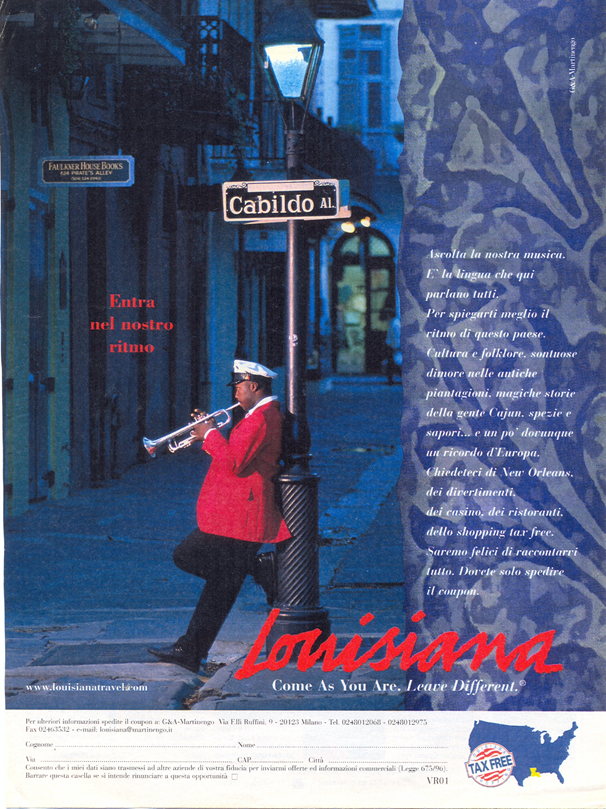 G&A-Martinengo
FAULKNER HOUSE BOOKS
624 PIRATE'S ALLEY
Cabildo Al.
Entra
nel nostro
ritmo
Ascolta la nostra musica.
E' la lingua che qui
parlano tutti.
Per spiegarti meglio il
ritmo di questo paese.
Cultura e folklore, sontuose
dimore nelle antiche
piantagioni, magiche storie
della gente Cajun, spezie e
sapori... e un po' dovunque
un ricordo d'Europa.
Chiedeteci di New Orleans,
dei divertimenti,
dei casino, dei ristoranti,
dello shopping tax free.
Saremo felici di raccontarvi
tutto. Dovete solo spedire
il coupon.
Louisiana
www.louisianatravel.com
Come As You Are. Leave Different.®
Per ulteriori informazioni spedite il coupon a: G&A-Martinengo Via F.lli Ruffini, 9 - 20123 Milano - Tel. 0248012068 - 0248012975
Fax 02463532 - e-mail: louisiana@martinengo.it
Cognome Nome
Via CAP Città
Consento che i miei dati siano trasmessi ad altre aziende di vostra fiducia per inviarmi offerte ed informazioni commerciali (Legge 675/96).
Barrare questa casella se si intende rinunciare a questa opportunità
VR01
TAX FREE